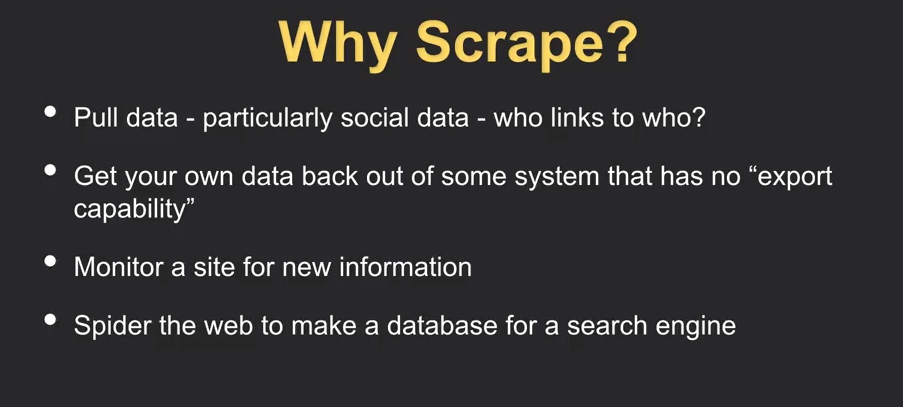 Why Scrape?
• Pull data - particularly social data - who links to who?
• Get your own data back out of some system that has no “export
capability”
• Monitor a site for new information
• Spider the web to make a database for a search engine